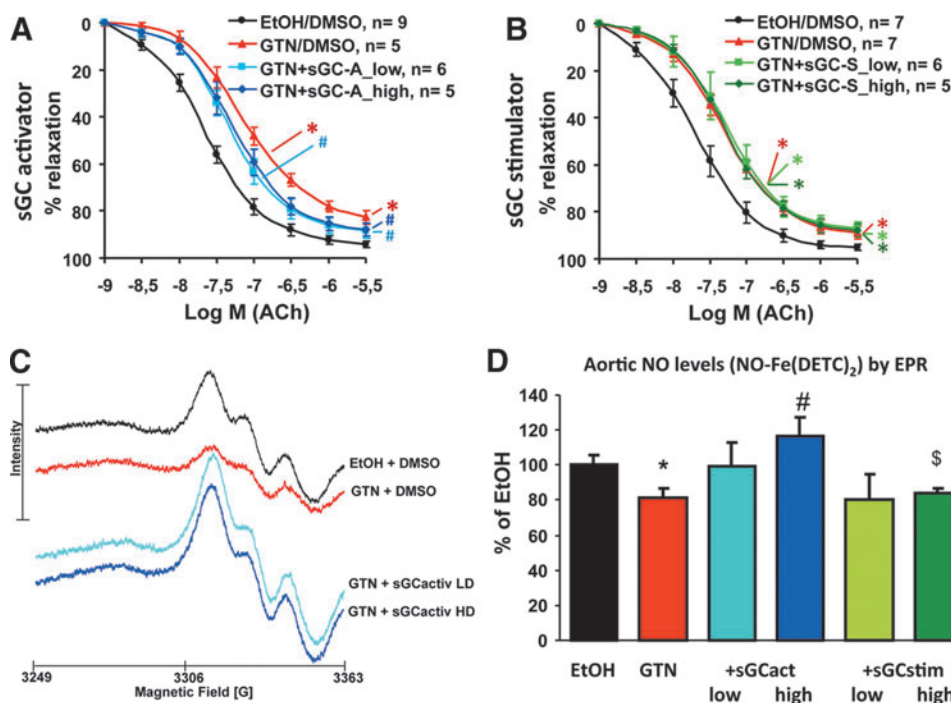 A
sGC activator
% relaxation
0
20
40
60
80
100
EtOH/DMSO, n= 9
GTN/DMSO, n= 5
GTN+sGC-A_low, n= 6
GTN+sGC-A_high, n= 5
*
#
*
#
#
-9 -8,5 -8 -7,5 -7 -6,5 -6 -5,5
Log M (ACh)
B
sGC stimulator
% relaxation
0
20
40
60
80
100
EtOH/DMSO, n= 7
GTN/DMSO, n= 7
GTN+sGC-S_low, n= 6
GTN+sGC-S_high, n= 5
*
*
*
*
*
*
-9 -8,5 -8 -7,5 -7 -6,5 -6 -5,5
Log M (ACh)
C
Intensity
EtOH + DMSO
GTN + DMSO
GTN + sGCactiv LD
GTN + sGCactiv HD
3249 3306 3363
Magnetic Field [G]
D
Aortic NO levels (NO-Fe(DETC)2) by EPR
% of EtOH
140
120
100
80
60
40
20
0
*
#
$
EtOH GTN +sGCact +sGCstim
low high low high